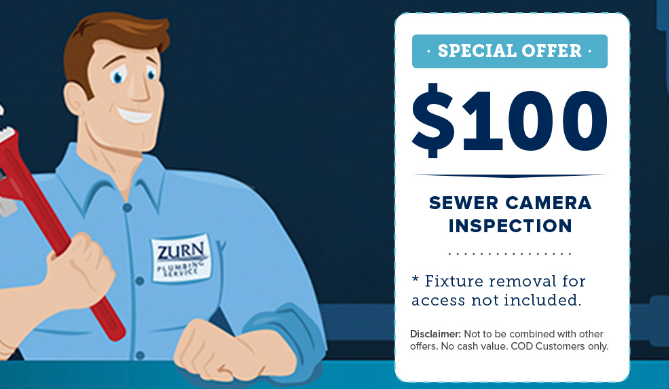 · SPECIAL OFFER ·
$100
SEWER CAMERA
INSPECTION
* Fixture removal for
access not included.
Disclaimer: Not to be combined with other
offers. No cash value. COD Customers only.
ZURN
PLUMBING
SERVICE